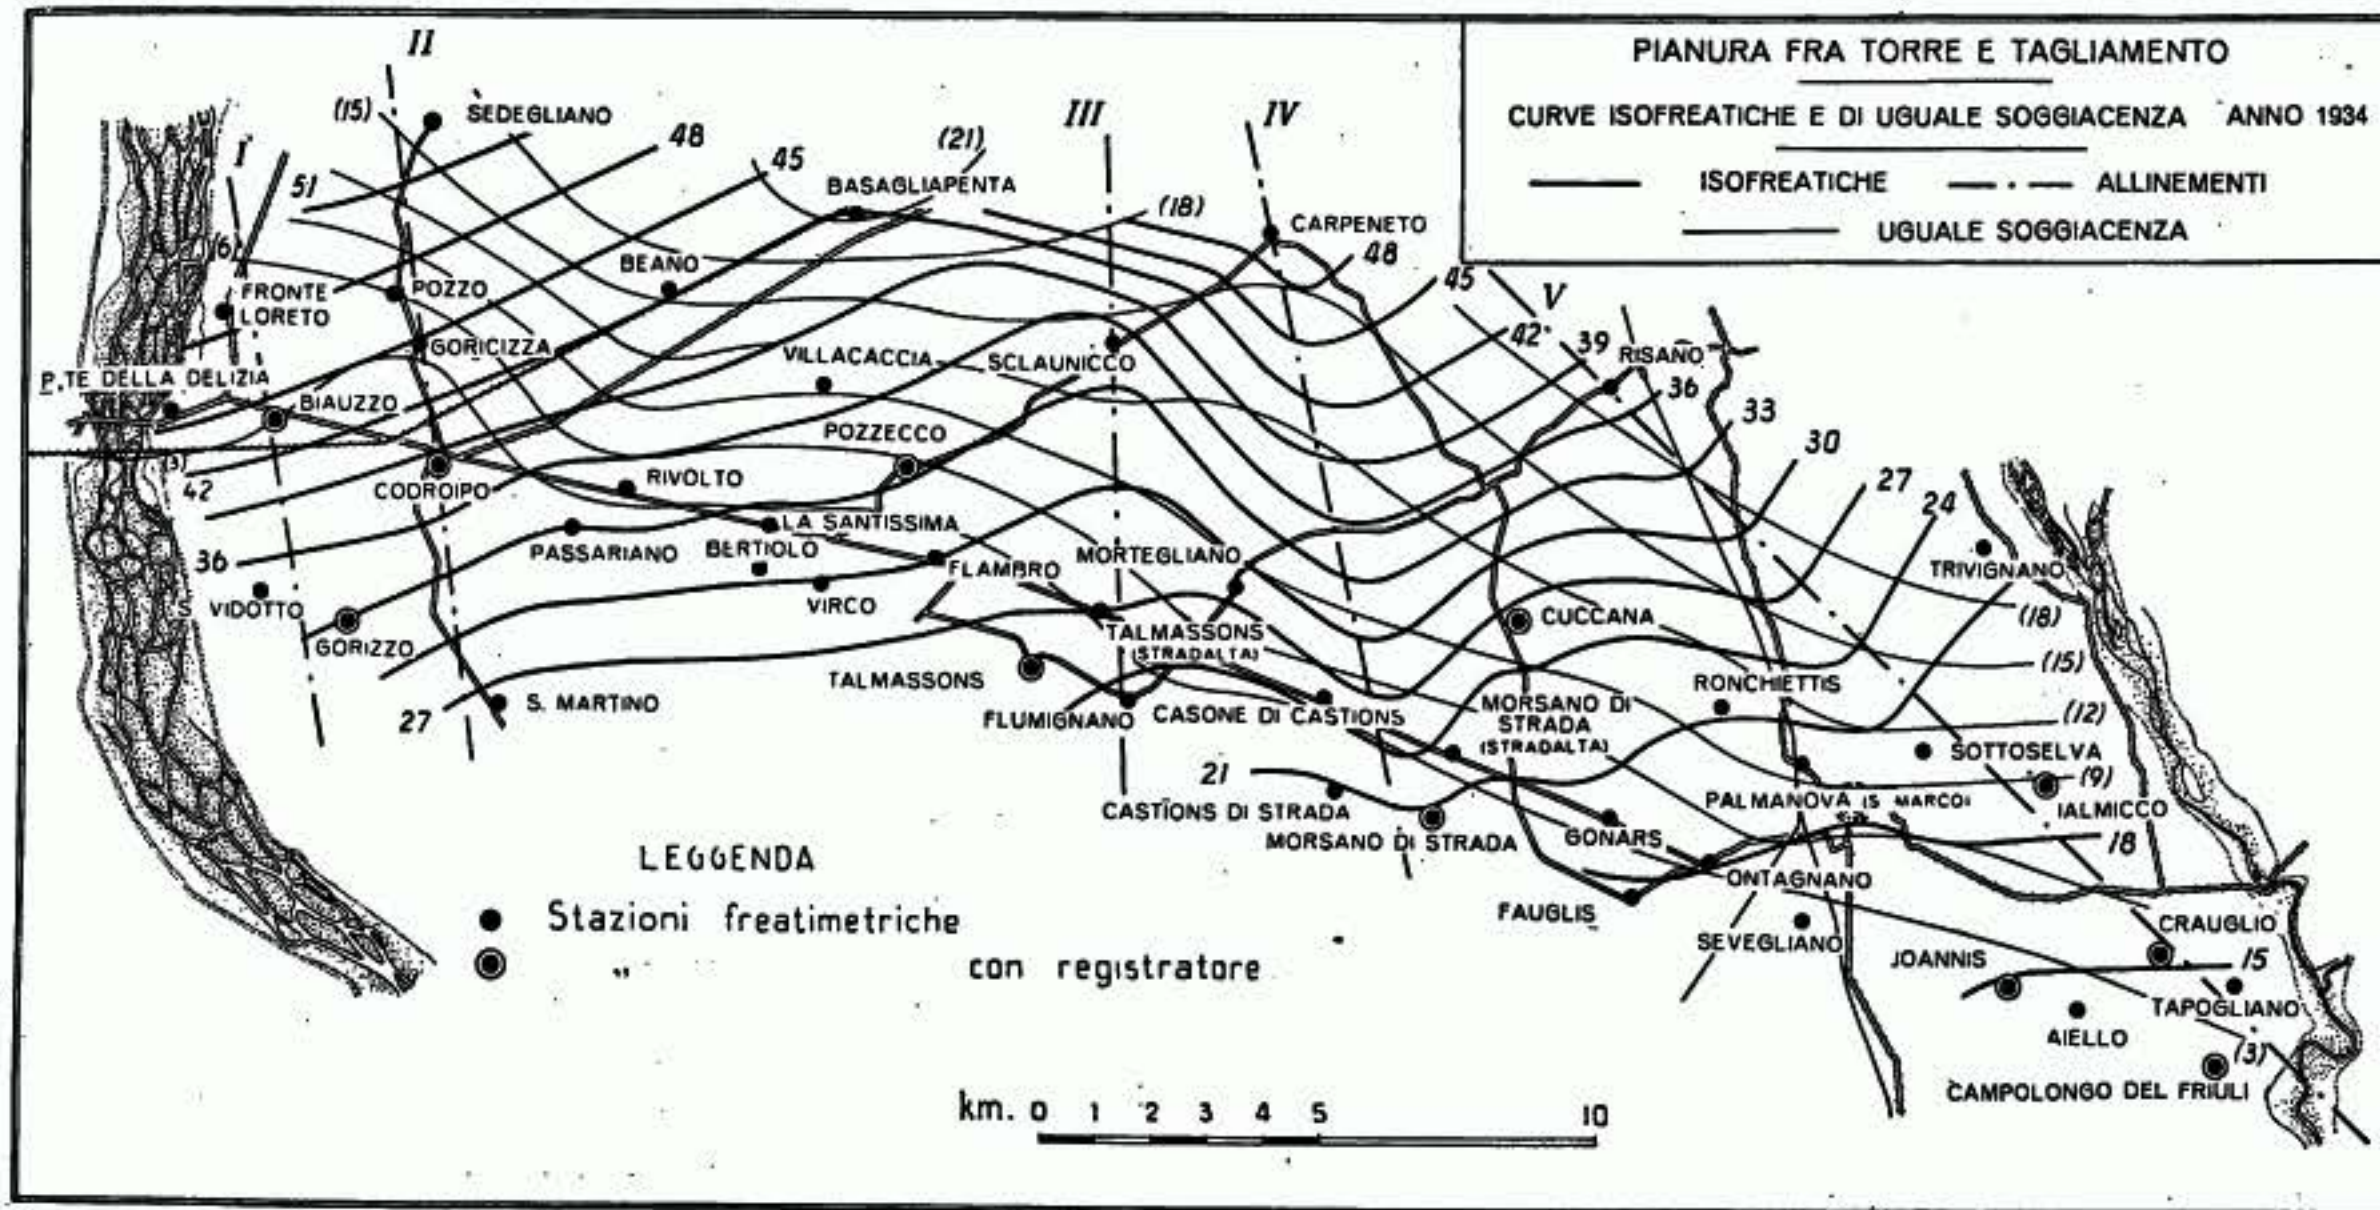 PIANURA FRA TORRE E TAGLIAMENTO
CURVE ISOFREATICHE E DI UGUALE SOGGIACENZA ANNO 1934
ISOFREATICHE
ALLINEMENTI
UGUALE SOGGIACENZA
II
(15)
SEDEGLIANO
48
45
(21)
III
IV
I
51
BASAGLIAPENTA
(18)
CARPENETO
48
(6)
BEANO
45
V
POZZO
FRONTE
LORETO
42
39
RISANO
GORICIZZA
VILLACACCIA
SCLAUNICCO
36
P.TE DELLA DELIZIA
BIAUZZO
33
POZZECCO
30
42
CODROIPO
RIVOLTO
27
24
LA SANTISSIMA
PASSARIANO
BERTIOLO
36
FLAMBRO
MORTEGLIANO
TRIVIGNANO
S. VIDOTTO
VIRCO
CUCCANA
(18)
GORIZZO
TALMASSONS
(STRADALTA)
(15)
TALMASSONS
RONCHIETTIS
27
S. MARTINO
FLUMIGNANO
CASONE DI CASTIONS
MORSANO DI
STRADA
(STRADALTA)
(12)
SOTTOSELVA
21
(9)
CASTIONS DI STRADA
PALMANOVA (S MARCO)
IALMICCO
MORSANO DI STRADA
GONARS
18
LEGGENDA
ONTAGNANO
Stazioni freatimetriche
FAUGLIS
CRAUGLIO
SEVEGLIANO
JOANNIS
15
" con registratore
TAPOGLIANO
AIELLO
(3)
CAMPOLONGO DEL FRIULI
km. 0 1 2 3 4 5 10